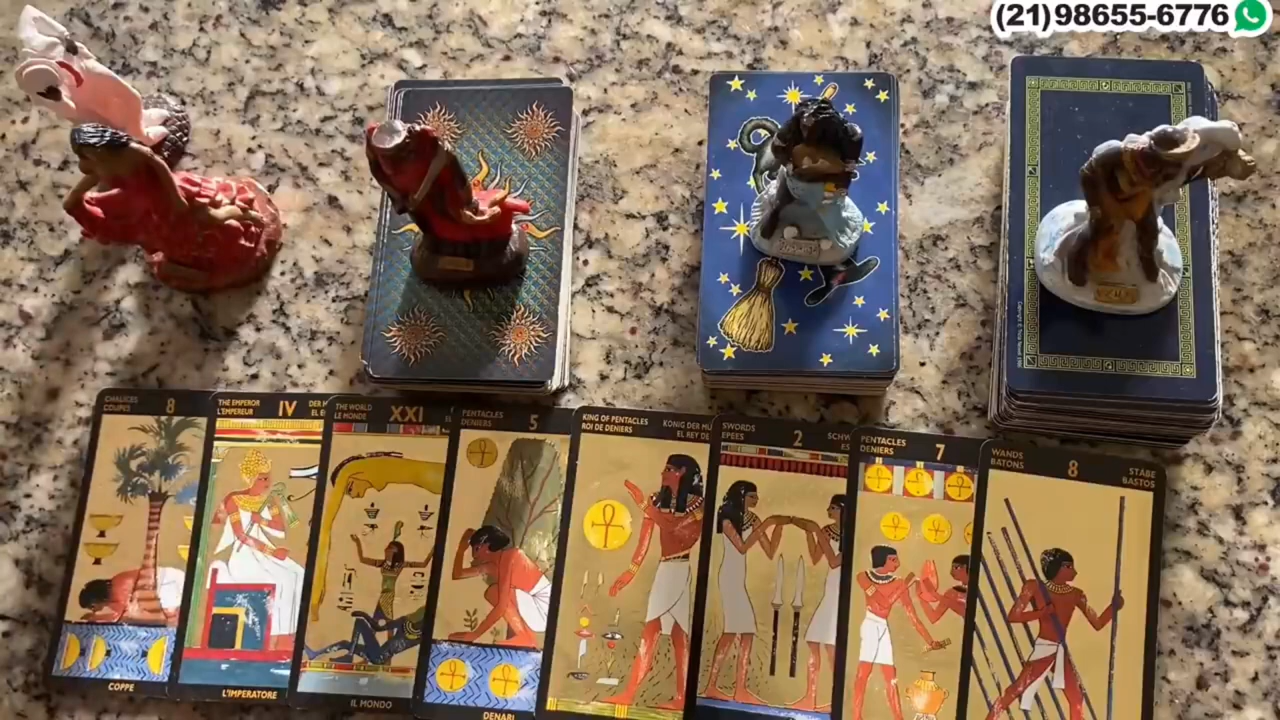 (21)98655-6776
CHALICES
COUPES
8
COPPE
THE EMPEROR
L'EMPEREUR
IV
L'IMPERATORE
THE WORLD
LE MONDO
XXI
IL MONDO
PENTACLES
DENIERS
5
DENARI
KING OF PENTACLES
ROI DE DENIERS
SWORDS
EPEES
2
PENTACLES
DENIERS
7
WANDS
BATONS
8
STÄBE
BASTOS